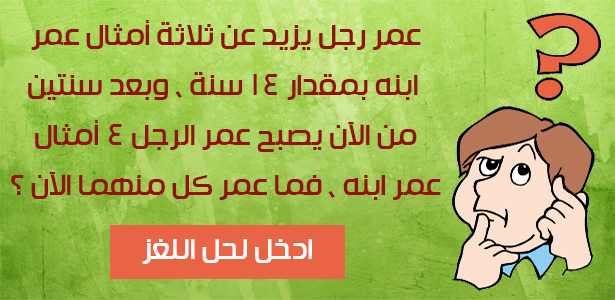 عمر رجل يزيد عن ثلاثة أمثال عمر
ابنه بمقدار ١٤ سنة ، وبعد سنتين
من الآن يصبح عمر الرجل ٤ أمثال
عمر ابنه ، فما عمر كل منهما الآن ؟
ادخل لحل اللغز
?